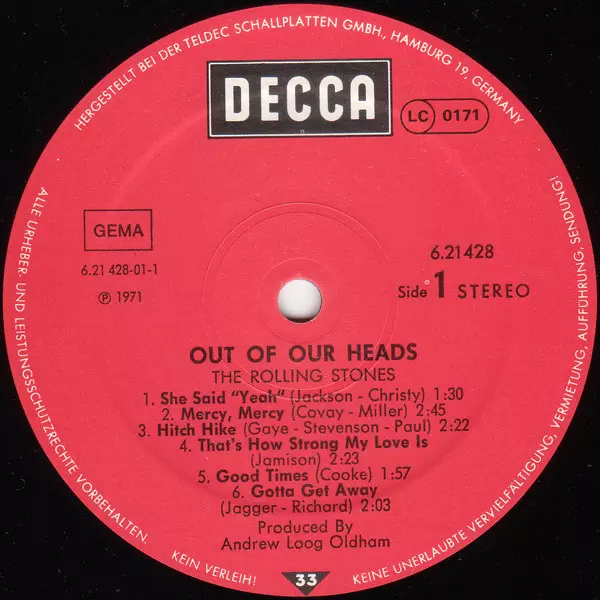 HERGESTELLT BEI DER TELDEC SCHALLPLATTEN GMBH., HAMBURG 19, GERMANY
DECCA
LC 0171
GEMA
6.21 428-01-1
℗ 1971
6.21428
Side 1 STEREO
OUT OF OUR HEADS
THE ROLLING STONES
1. She Said "Yeah" (Jackson - Christy) 1:30
2. Mercy, Mercy (Covay - Miller) 2:45
3. Hitch Hike (Gaye - Stevenson - Paul) 2:22
4. That's How Strong My Love Is
(Jamison) 2:23
5. Good Times (Cooke) 1:57
6. Gotta Get Away
(Jagger - Richard) 2:03
Produced By
Andrew Loog Oldham
33
ALLE URHEBER- UND LEISTUNGSSCHUTZRECHTE VORBEHALTEN.
KEIN VERLEIH!
KEINE UNERLAUBTE VERVIELFÄLTIGUNG, VERMIETUNG, AUFFÜHRUNG, SENDUNG!